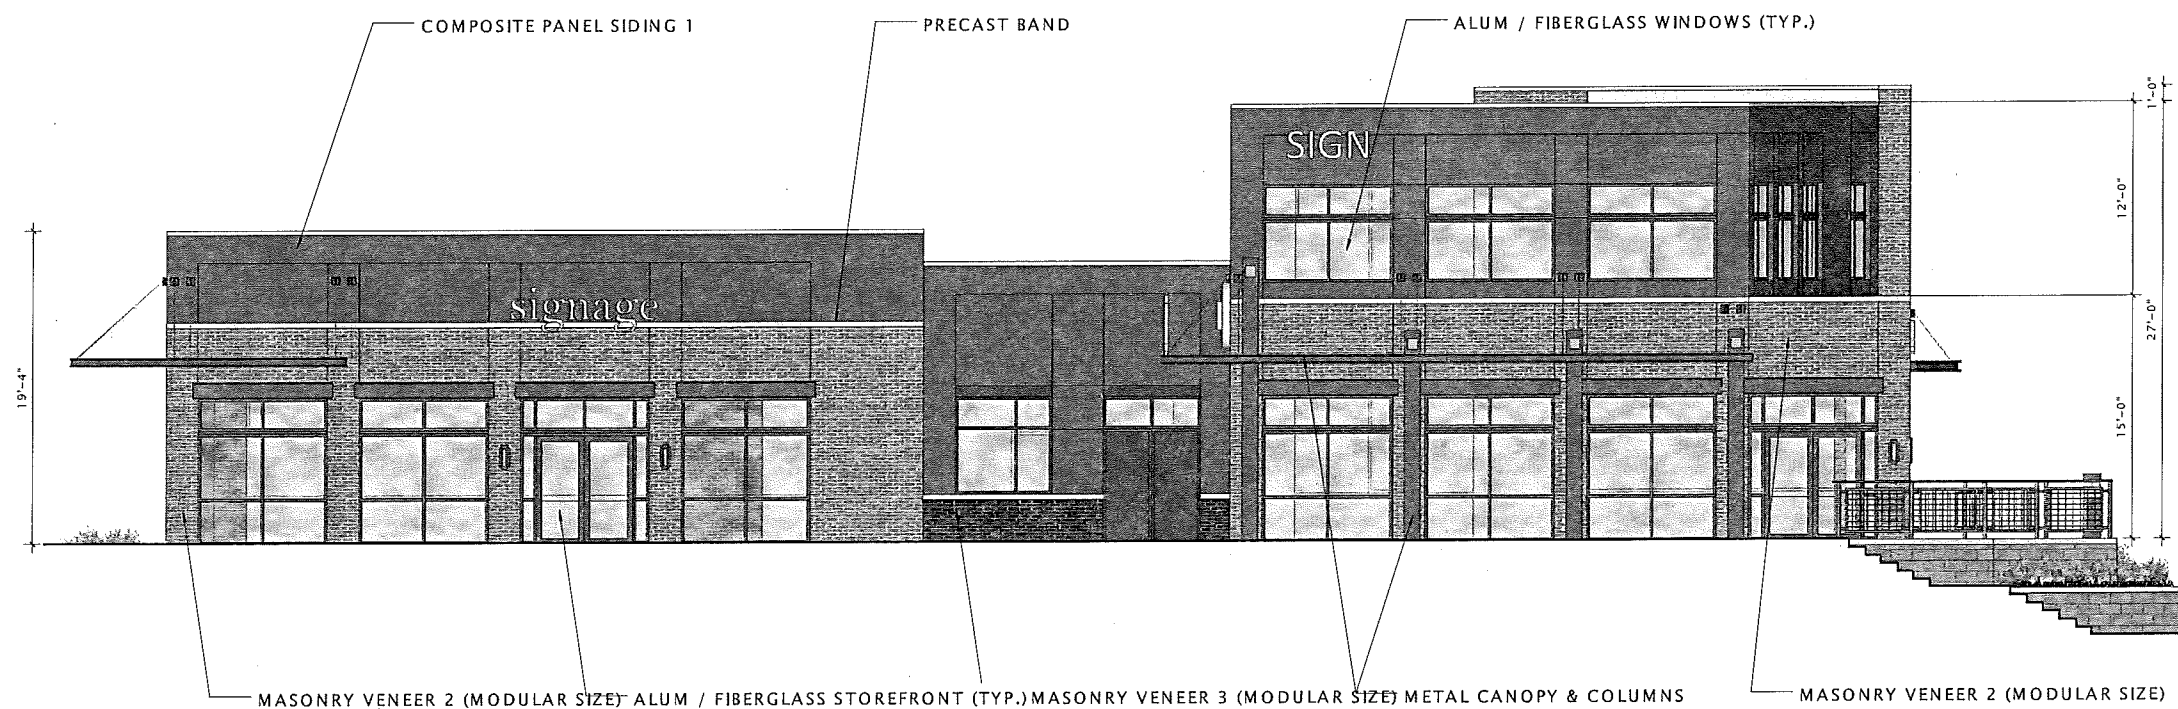 COMPOSITE PANEL SIDING 1
PRECAST BAND
ALUM / FIBERGLASS WINDOWS (TYP.)
1'-0"
SIGN
12'-0"
27'-0"
signage
19'-4"
15'-0"
MASONRY VENEER 2 (MODULAR SIZE)
ALUM / FIBERGLASS STOREFRONT (TYP.)
MASONRY VENEER 3 (MODULAR SIZE)
METAL CANOPY & COLUMNS
MASONRY VENEER 2 (MODULAR SIZE)